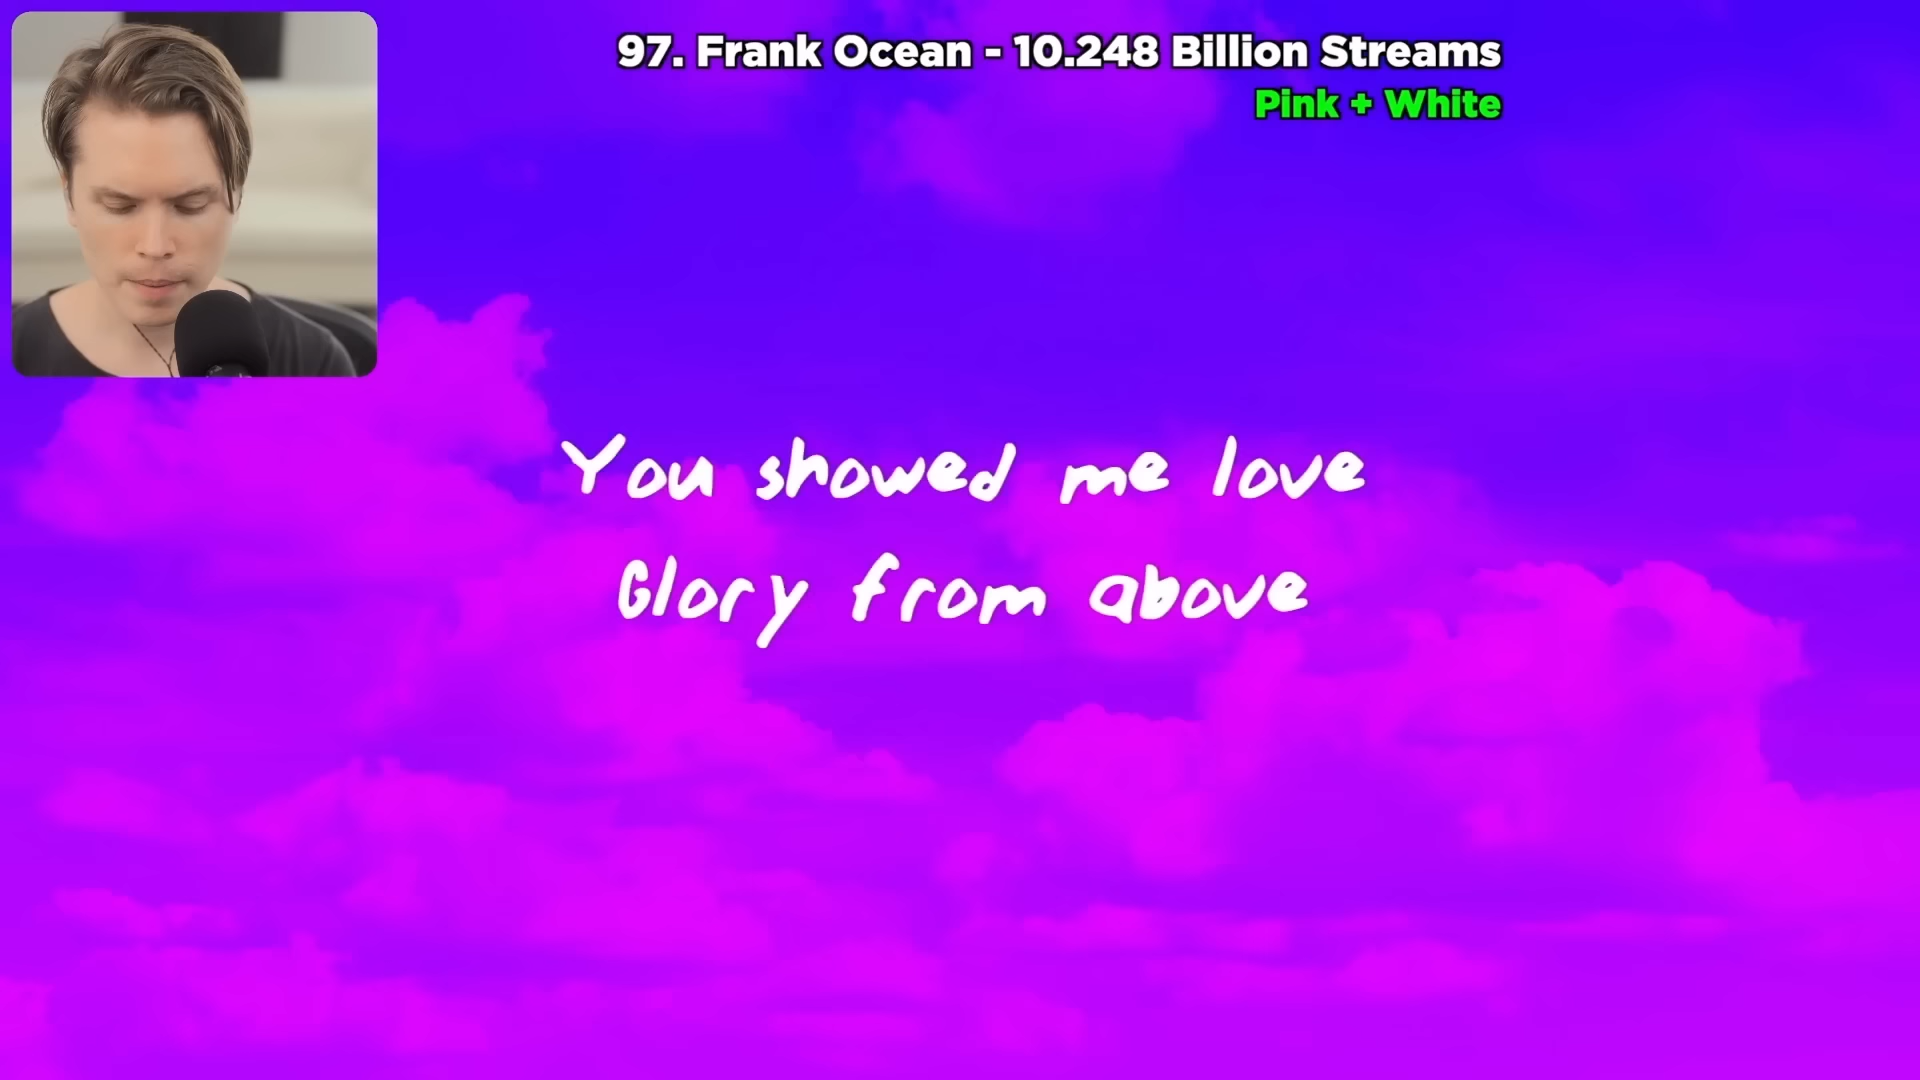 97. Frank Ocean - 10.248 Billion Streams
Pink + White
You showed me love
Glory from above